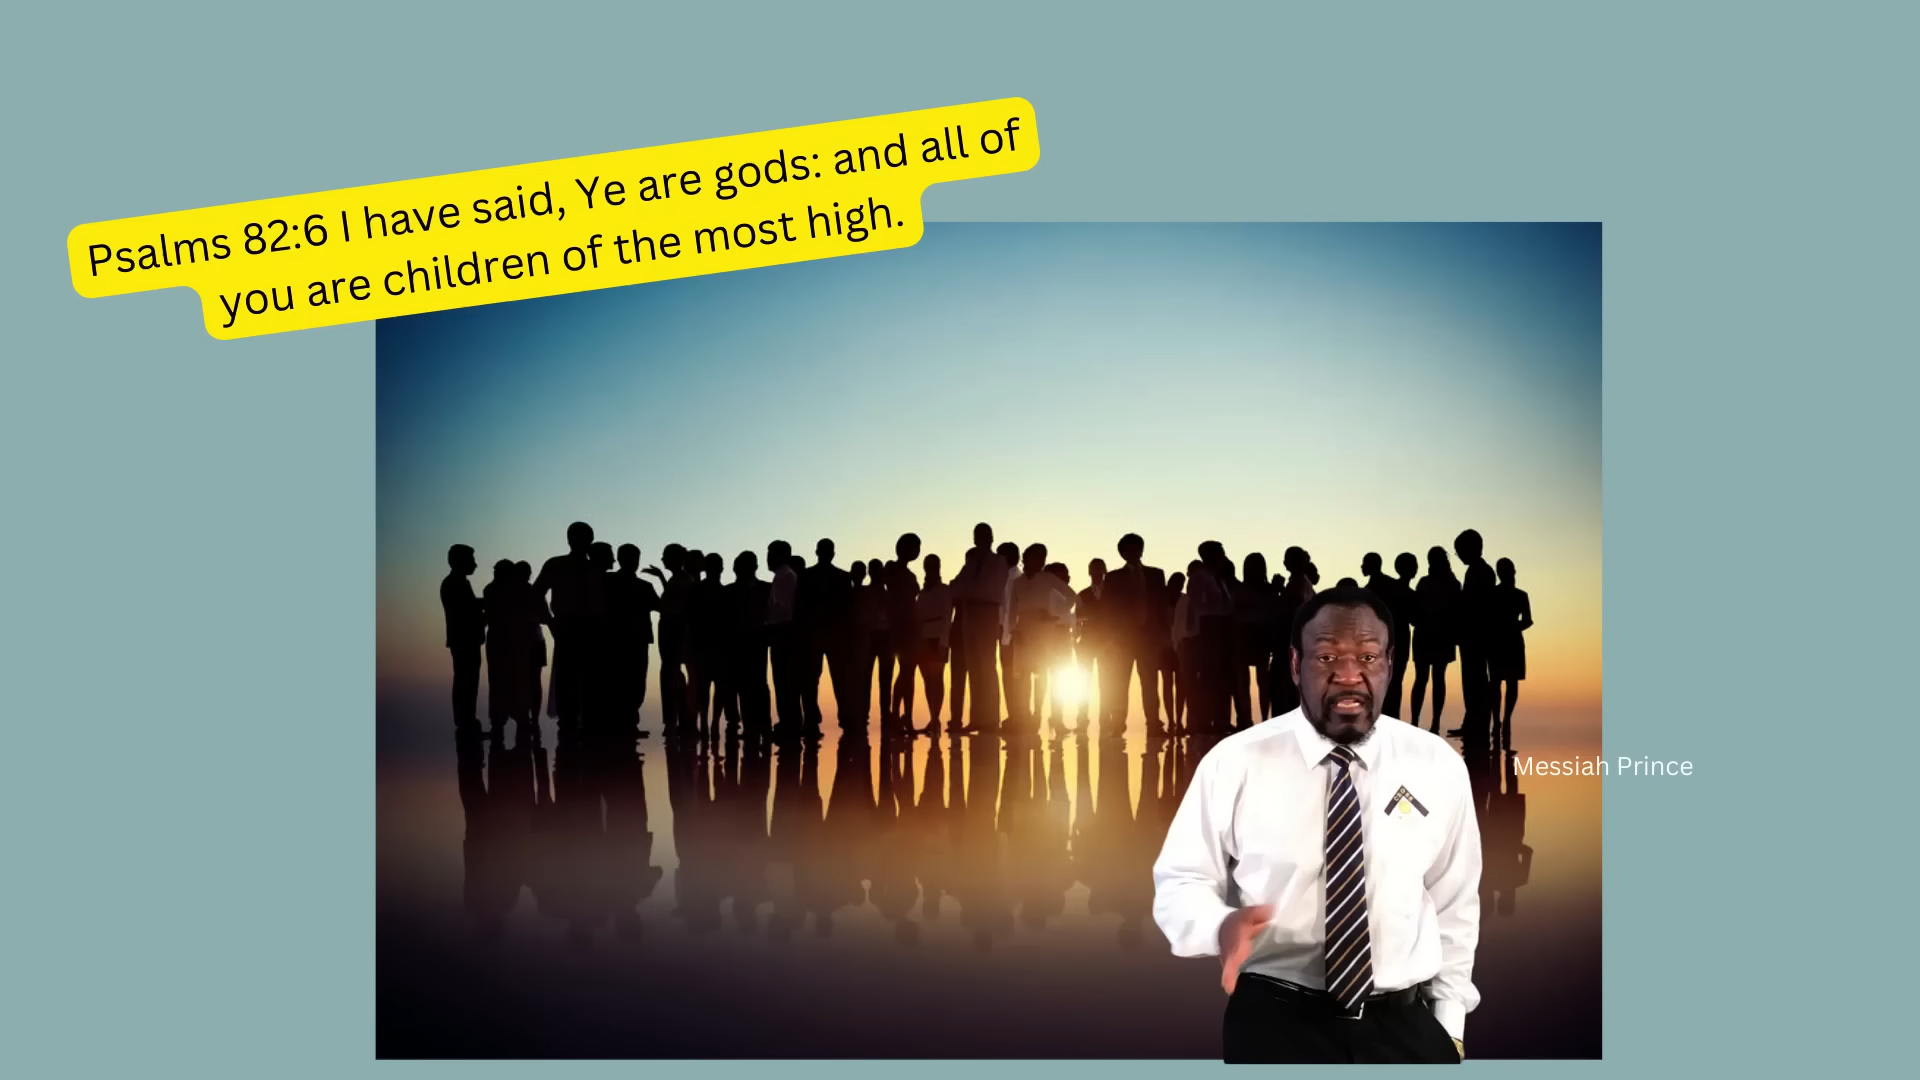 Psalms 82:6 I have said, Ye are gods: and all of
you are children of the most high.
Messiah Prince